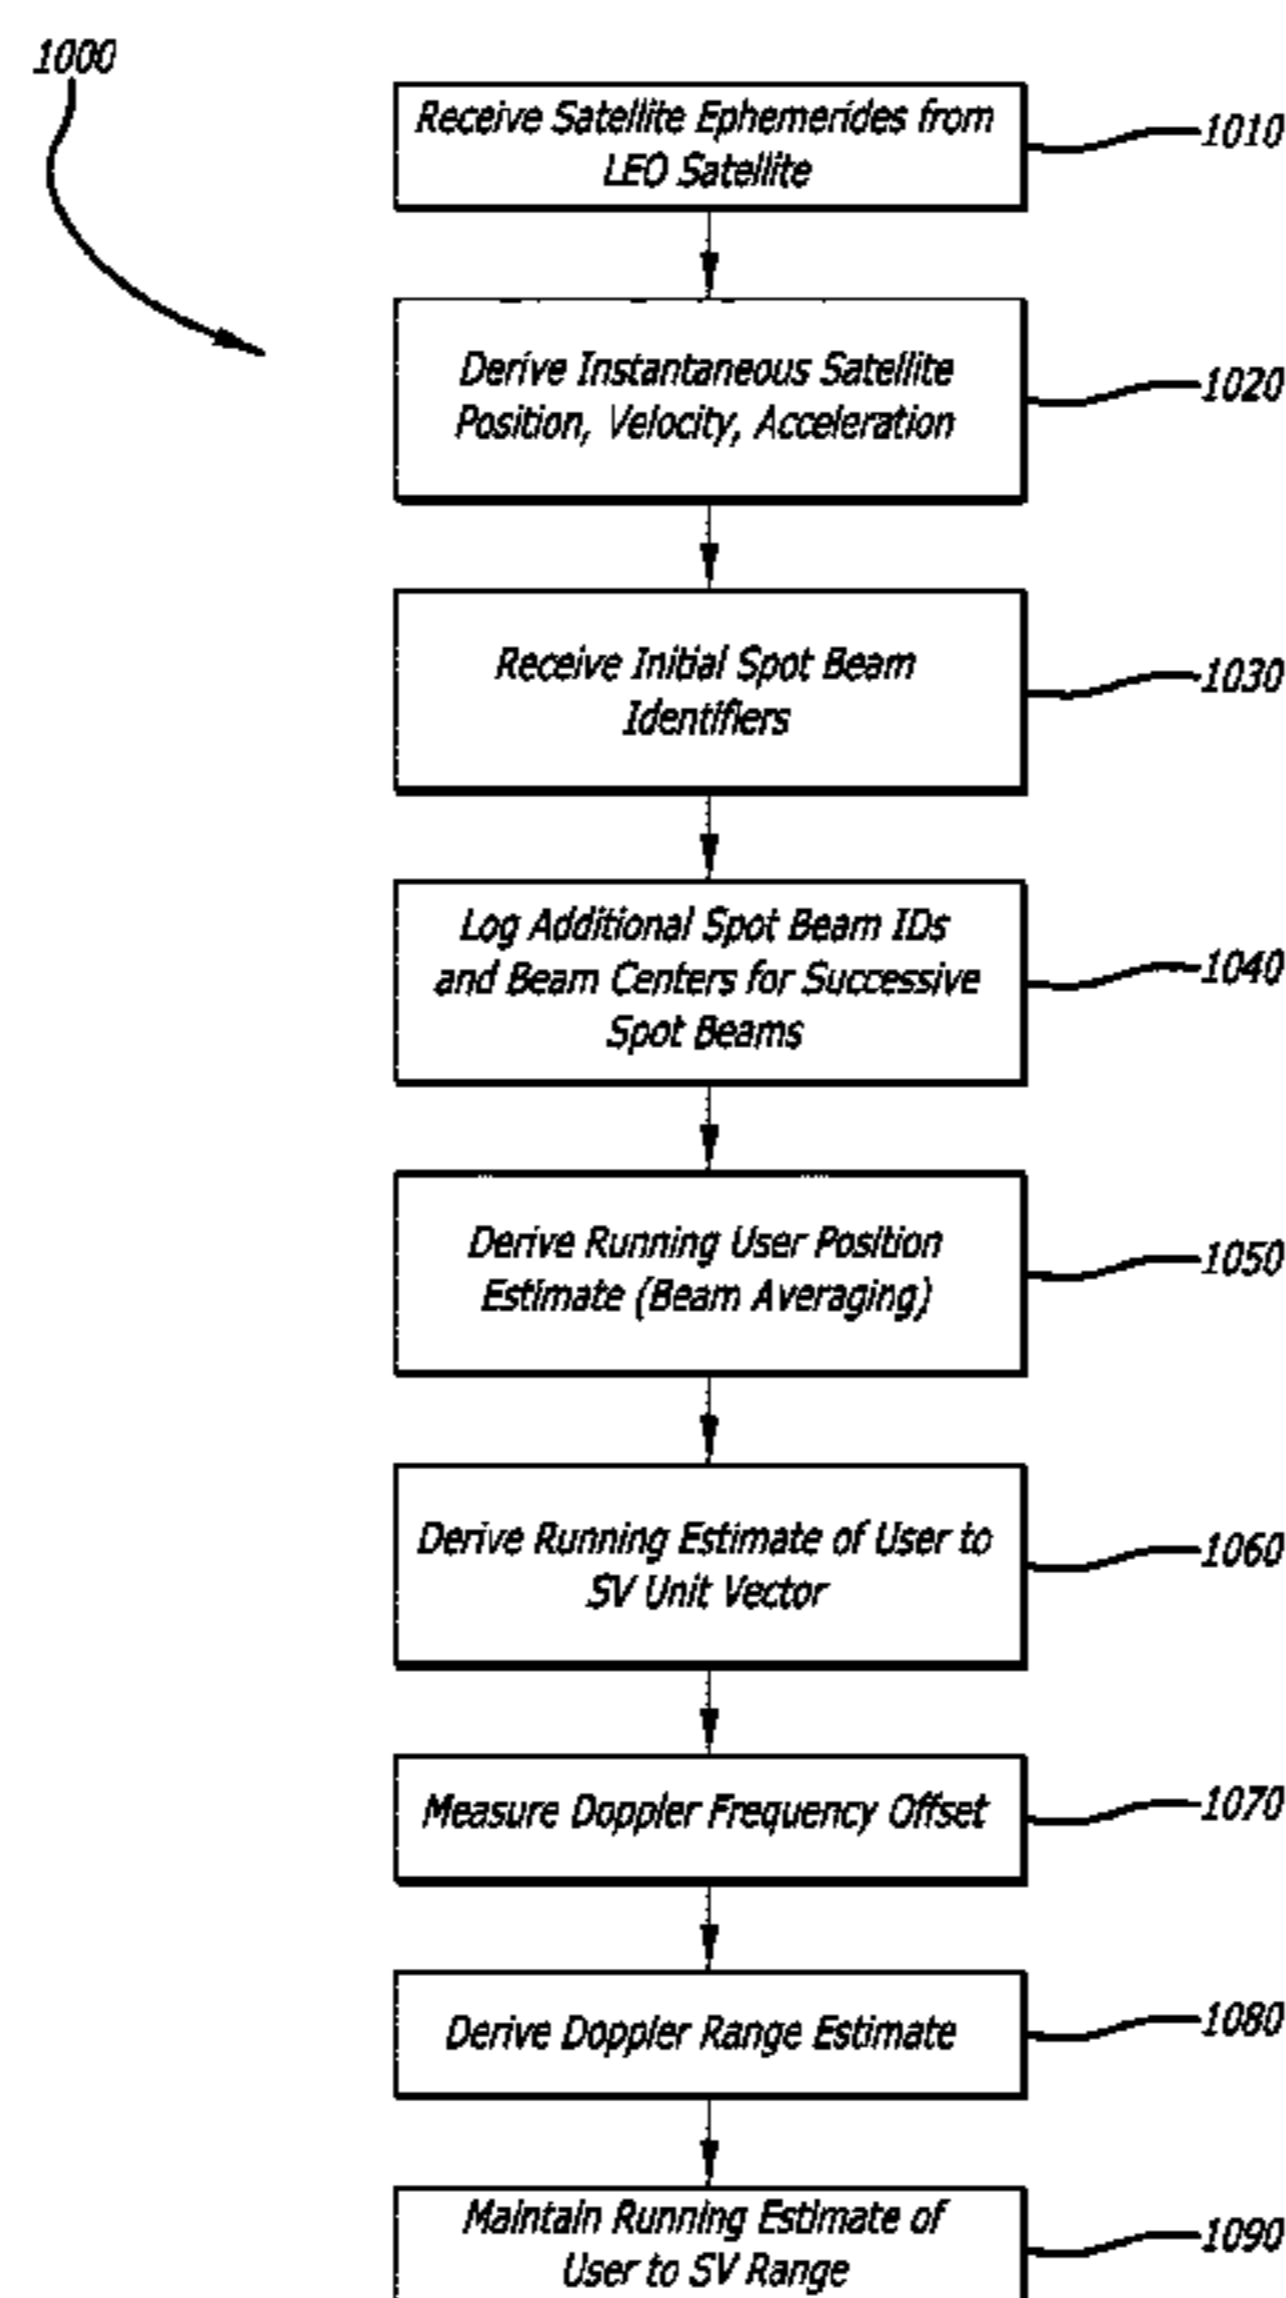 1000
Receive Satellite Ephemerides from
LEO Satellite
1010
Derive Instantaneous Satellite
Position, Velocity, Acceleration
1020
Receive Initial Spot Beam
Identifiers
1030
Log Additional Spot Beam IDs
and Beam Centers for Successive
Spot Beams
1040
Derive Running User Position
Estimate (Beam Averaging)
1050
Derive Running Estimate of User to
SV Unit Vector
1060
Measure Doppler Frequency Offset
1070
Derive Doppler Range Estimate
1080
Maintain Running Estimate of
User to SV Range
1090